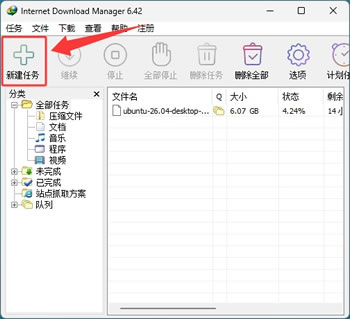 Internet Download Manager 6.42
任务 文件 下载 查看 帮助 注册
新建任务 继续 停止 全部停止 删除任务 删除全部 选项 计划任
分类
全部任务
压缩文件
文档
音乐
程序
视频
未完成
已完成
站点抓取方案
队列
文件名 Q 大小 状态 剩余
ubuntu-26.04-desktop-... 6.07 GB 4.24% 14 小